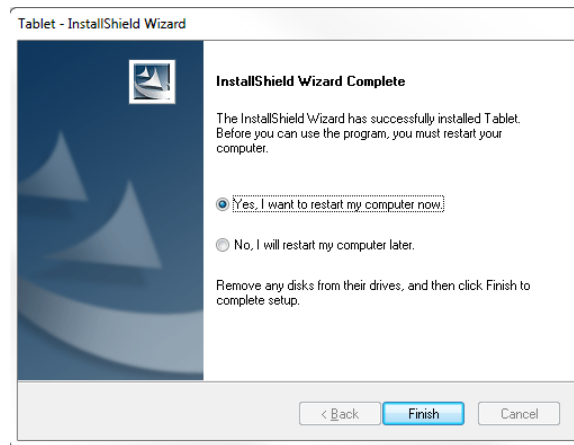 Tablet - InstallShield Wizard
InstallShield Wizard Complete
The InstallShield Wizard has successfully installed Tablet.
Before you can use the program, you must restart your
computer.
Yes, I want to restart my computer now.
No, I will restart my computer later.
Remove any disks from their drives, and then click Finish to
complete setup.
< Back Finish Cancel